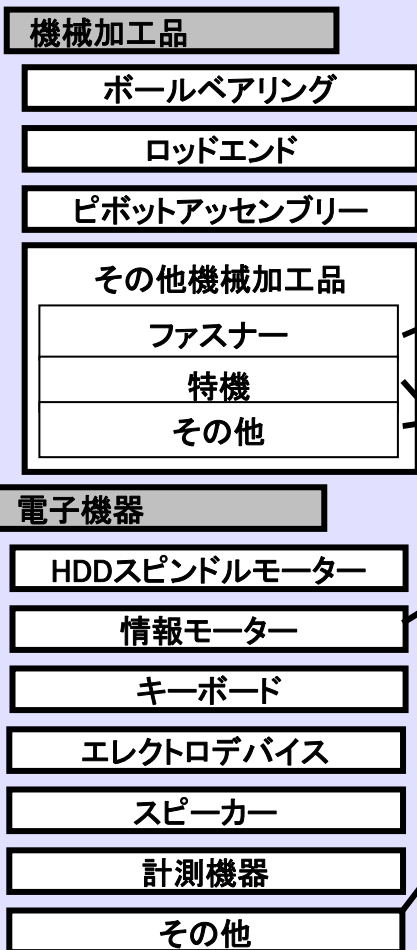 機械加工品
ボールベアリング
ロッドエンド
ピボットアッセンブリー
その他機械加工品
ファスナー
特機
その他
電子機器
HDDスピンドルモーター
情報モーター
キーボード
エレクトロデバイス
スピーカー
計測機器
その他